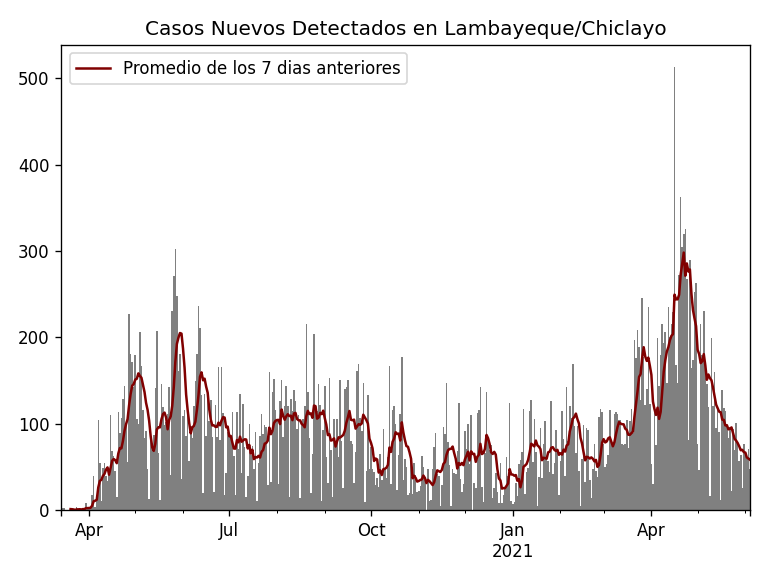 Casos Nuevos Detectados en Lambayeque/Chiclayo
Promedio de los 7 dias anteriores
500
400
300
200
100
0
Apr Jul Oct Jan Apr
2021